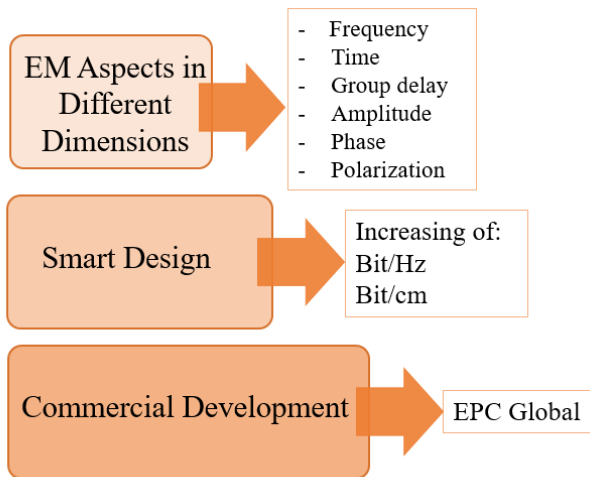 EM Aspects in
Different
Dimensions
- Frequency
- Time
- Group delay
- Amplitude
- Phase
- Polarization
Smart Design
Increasing of:
Bit/Hz
Bit/cm
Commercial Development
EPC Global